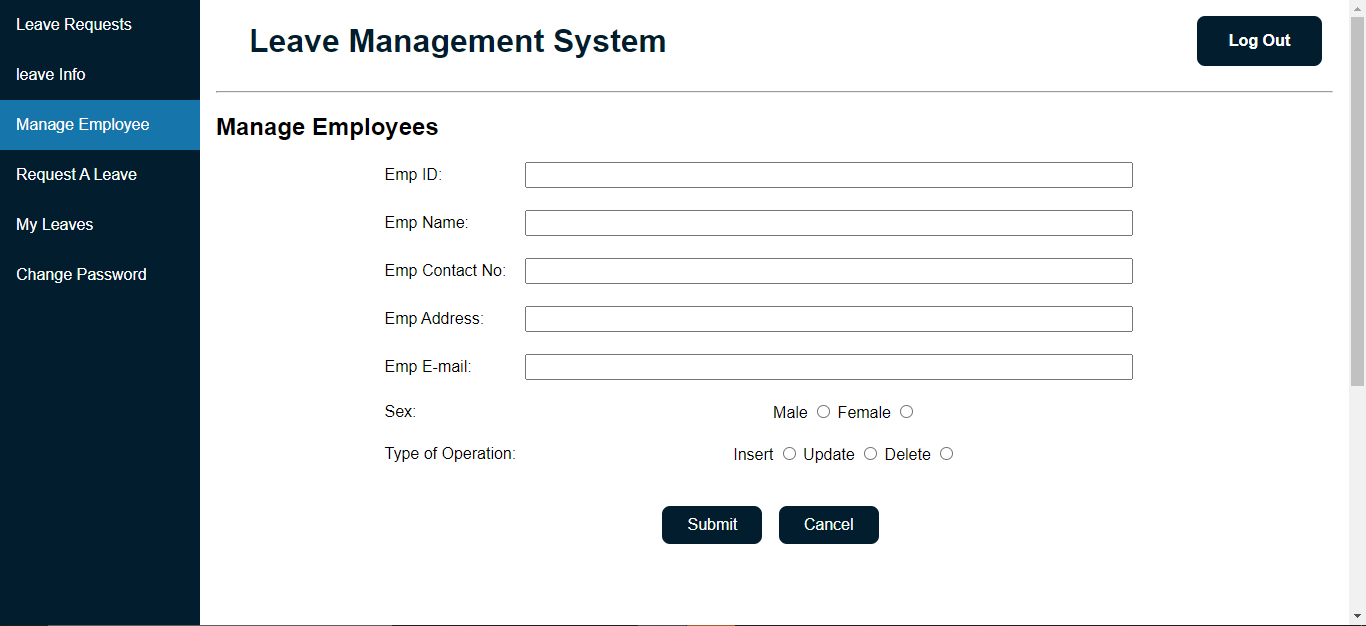 Leave Requests
leave Info
Manage Employee
Request A Leave
My Leaves
Change Password
Leave Management System
Log Out
Manage Employees
Emp ID:
Emp Name:
Emp Contact No:
Emp Address:
Emp E-mail:
Sex: Male Female
Type of Operation: Insert Update Delete
Submit Cancel